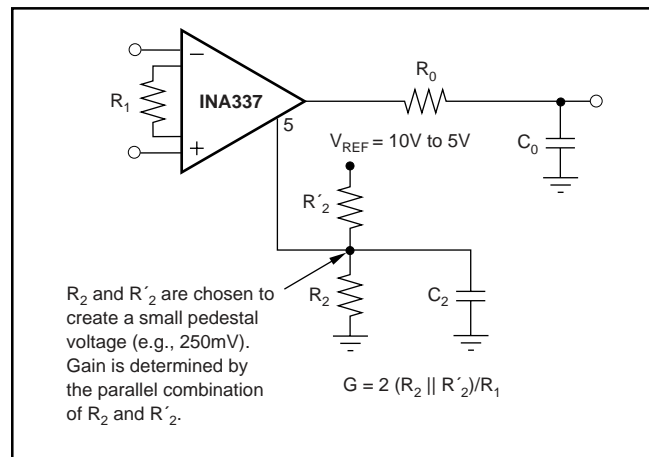 −
R1
INA337
+
5
R0
VREF = 10V to 5V
C0
R´2
R2 and R´2 are chosen to
create a small pedestal
voltage (e.g., 250mV).
Gain is determined by
the parallel combination
of R2 and R´2.
R2
C2
G = 2 (R2 || R´2)/R1